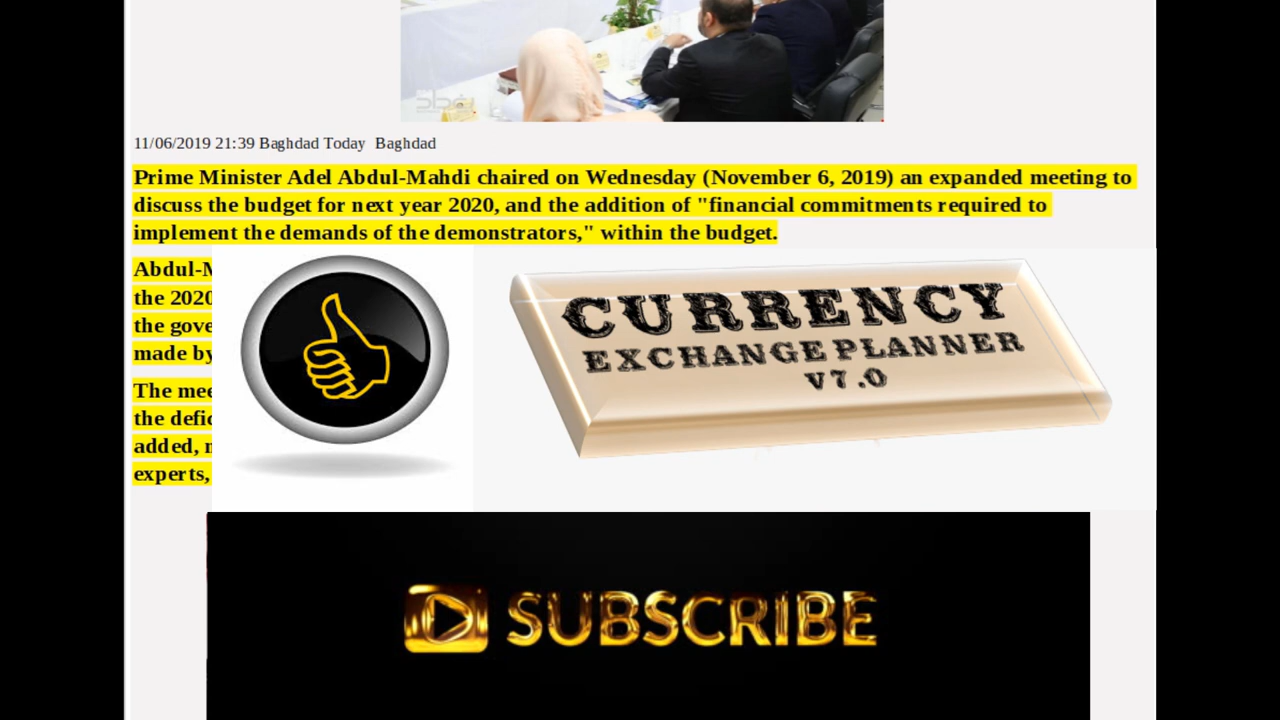 11/06/2019 21:39 Baghdad Today Baghdad
Prime Minister Adel Abdul-Mahdi chaired on Wednesday (November 6, 2019) an expanded meeting to
discuss the budget for next year 2020, and the addition of "financial commitments required to
implement the demands of the demonstrators," within the budget.
Abdul-M
the 2020
the gove
made by
The mee
the defic
added, m
experts,
CURRENCY
EXCHANGE PLANNER
V7.0
SUBSCRIBE